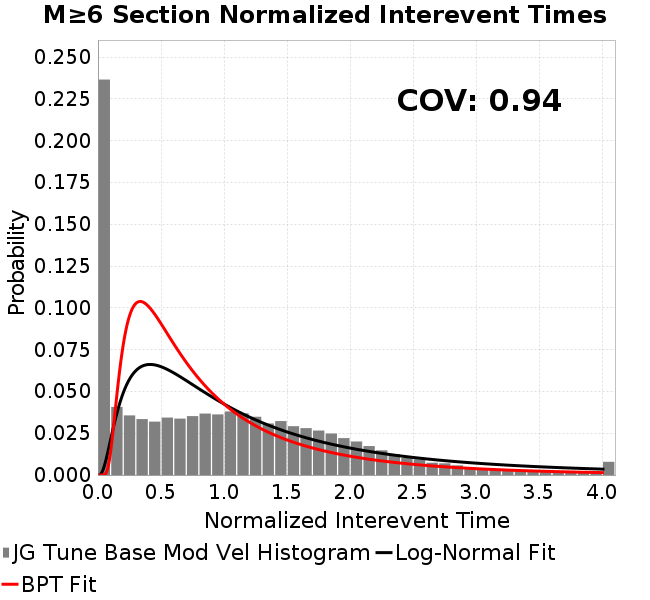 M≥6 Section Normalized Interevent Times
COV: 0.94
0.250
0.225
0.200
0.175
0.150
0.125
0.100
0.075
0.050
0.025
0.000
Probability
0.0 0.5 1.0 1.5 2.0 2.5 3.0 3.5 4.0
Normalized Interevent Time
JG Tune Base Mod Vel Histogram Log-Normal Fit
BPT Fit